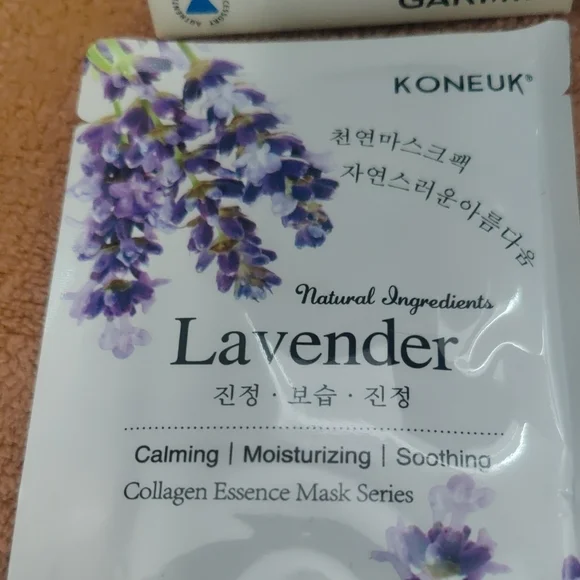 KONEUK®
천연마스크팩
자연스러운아름다움
Natural Ingredients
Lavender
진정 · 보습 · 진정
Calming | Moisturizing | Soothing
Collagen Essence Mask Series